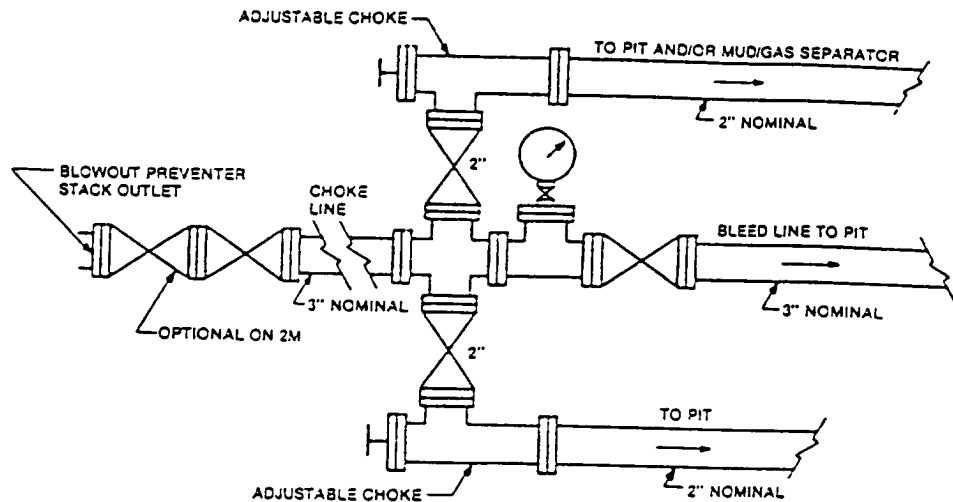 ADJUSTABLE CHOKE
TO PIT AND/OR MUD/GAS SEPARATOR
2" NOMINAL
2"
BLOWOUT PREVENTER
STACK OUTLET
CHOKE
LINE
BLEED LINE TO PIT
3" NOMINAL
3" NOMINAL
OPTIONAL ON 2M
2"
TO PIT
ADJUSTABLE CHOKE
2" NOMINAL